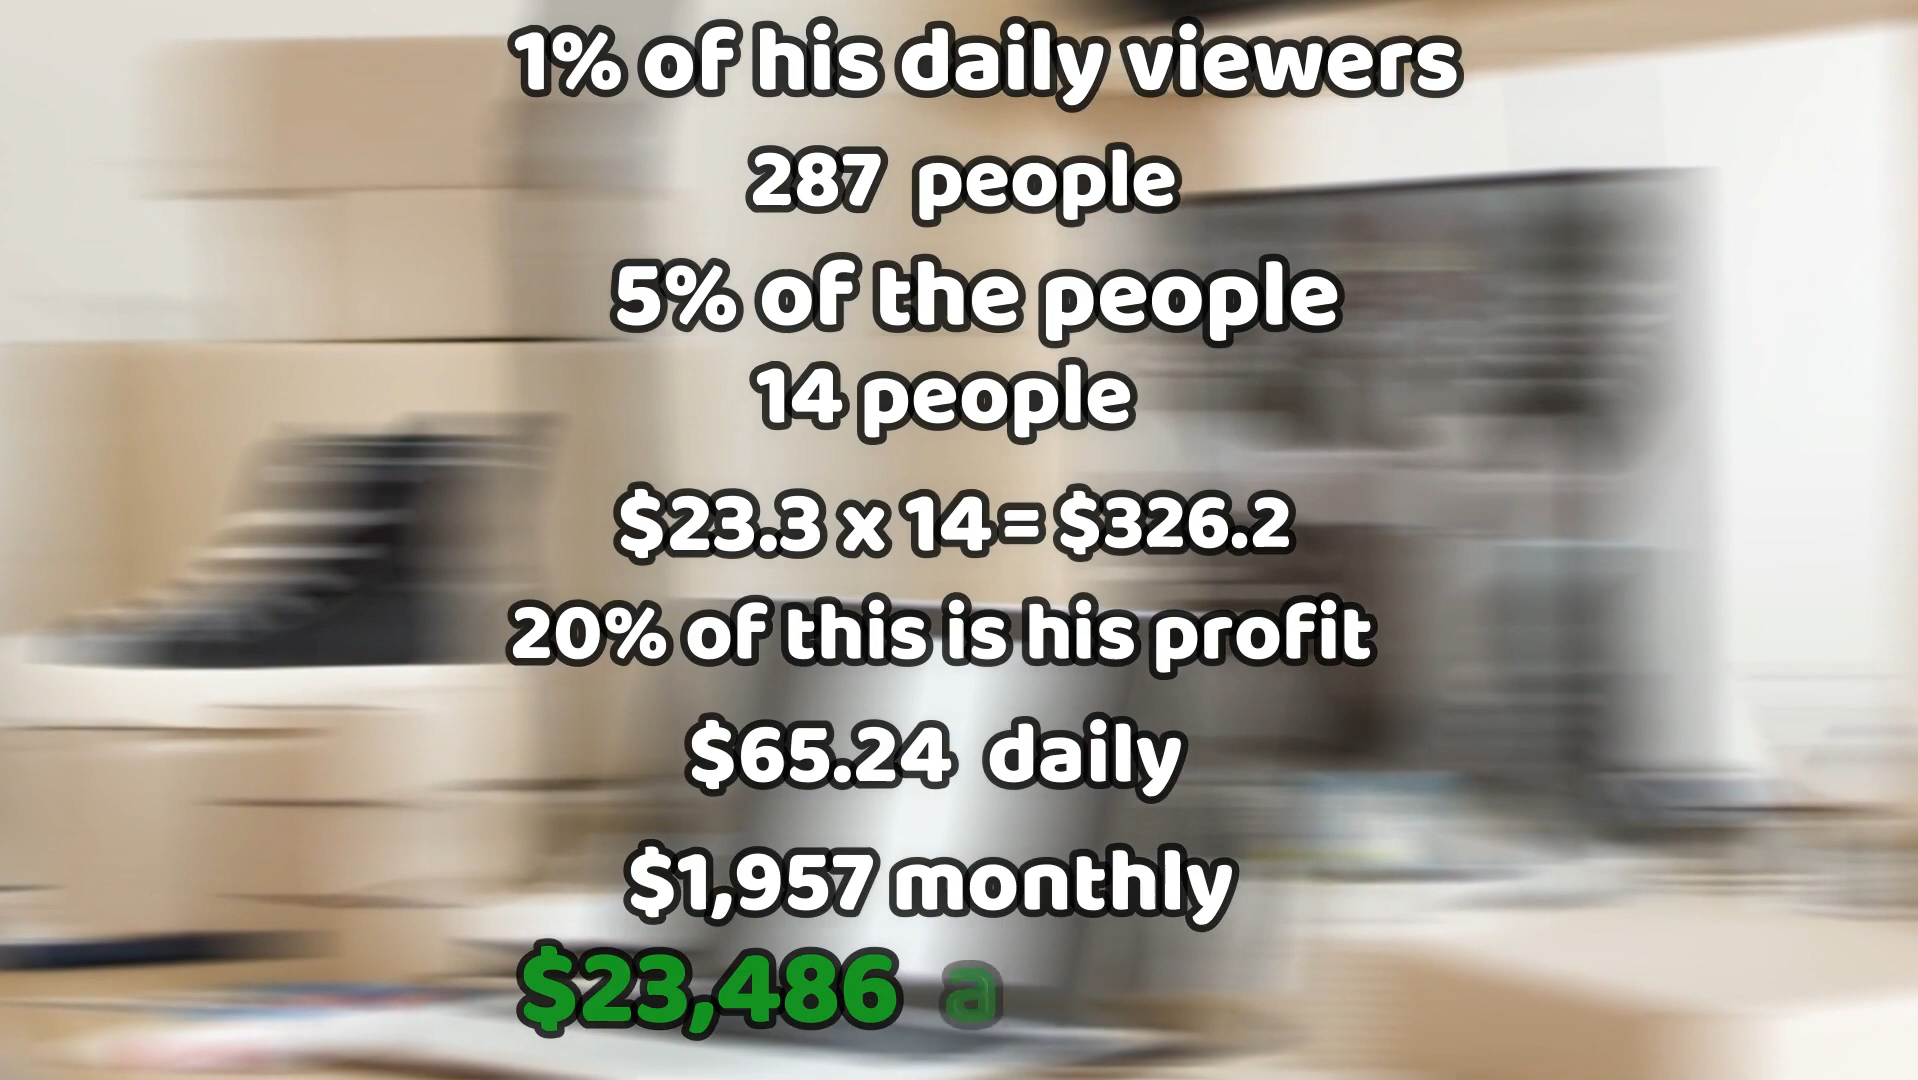 1% of his daily viewers
287 people
5% of the people
14 people
$23.3 x 14 = $326.2
20% of this is his profit
$65.24 daily
$1,957 monthly
$23,486 a